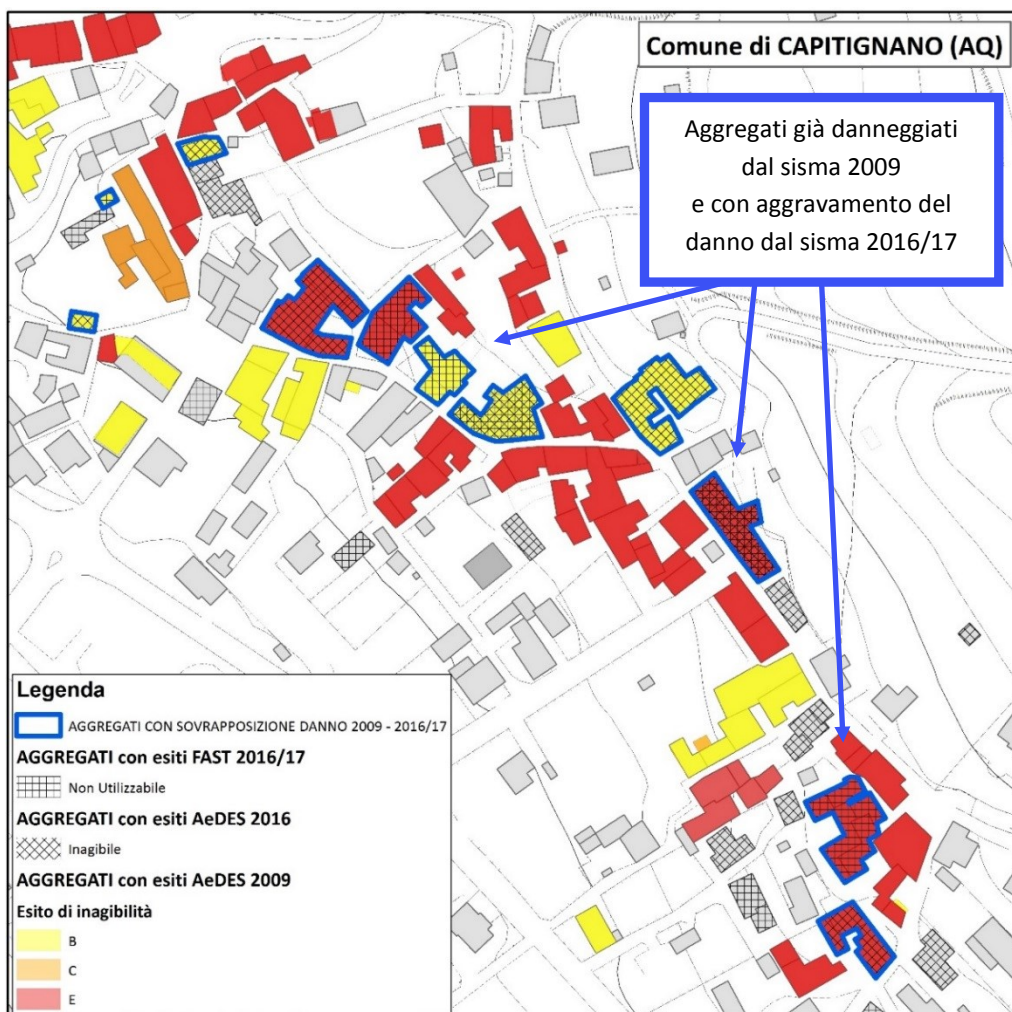 Comune di CAPITIGNANO (AQ)
Aggregati già danneggiati
dal sisma 2009
e con aggravamento del
danno dal sisma 2016/17
Legenda
AGGREGATI CON SOVRAPPOSIZIONE DANNO 2009 - 2016/17
AGGREGATI con esiti FAST 2016/17
Non Utilizzabile
AGGREGATI con esiti AeDES 2016
Inagibile
AGGREGATI con esiti AeDES 2009
Esito di inagibilità
B
C
E